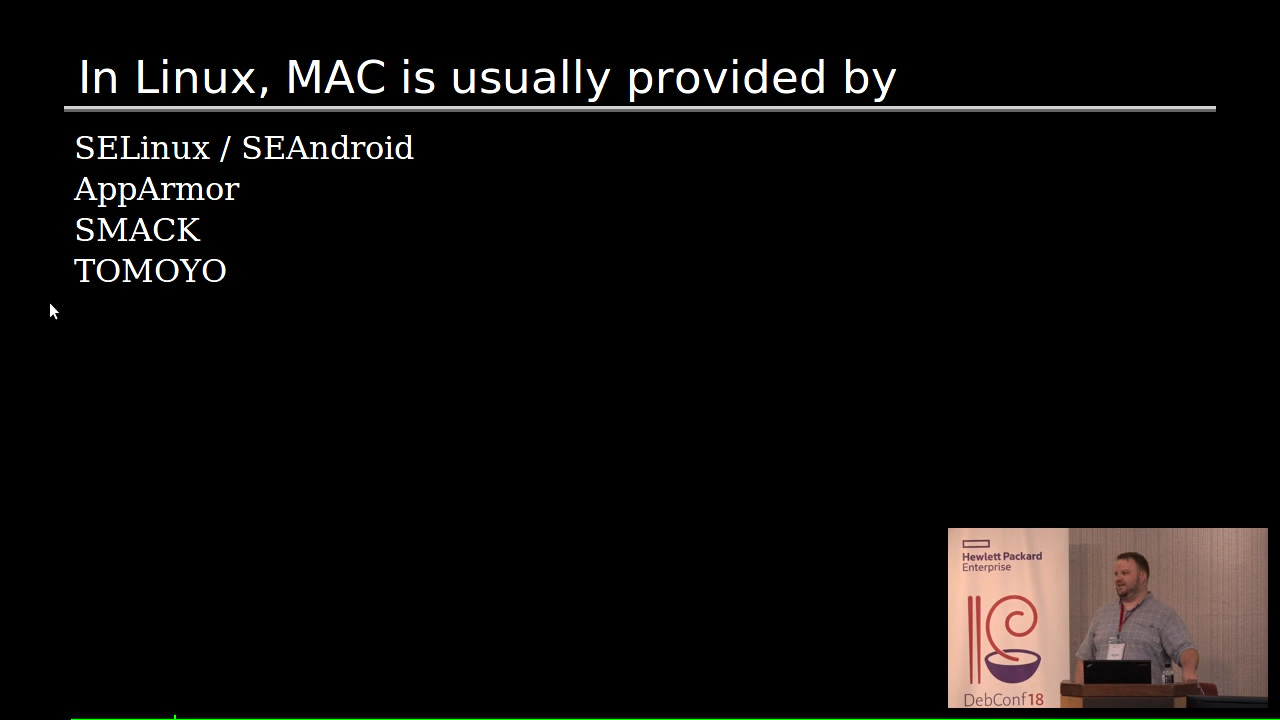 In Linux, MAC is usually provided by
SELinux / SEAndroid
AppArmor
SMACK
TOMOYO
Hewlett Packard
Enterprise
DebConf18